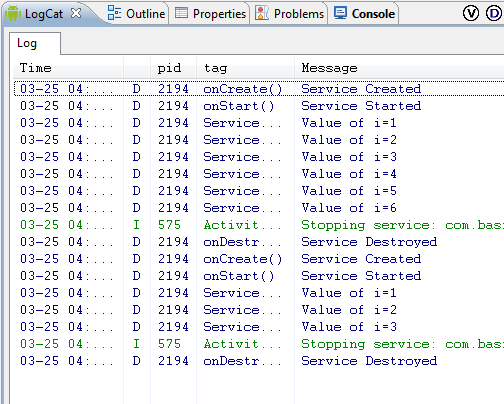 LogCat Outline Properties Problems Console V D
Log
Time pid tag Message
03-25 04:... D 2194 onCreate() Service Created
03-25 04:... D 2194 onStart() Service Started
03-25 04:... D 2194 Service... Value of i=1
03-25 04:... D 2194 Service... Value of i=2
03-25 04:... D 2194 Service... Value of i=3
03-25 04:... D 2194 Service... Value of i=4
03-25 04:... D 2194 Service... Value of i=5
03-25 04:... D 2194 Service... Value of i=6
03-25 04:... I 575 Activit... Stopping service: com.bas
03-25 04:... D 2194 onDestr... Service Destroyed
03-25 04:... D 2194 onCreate() Service Created
03-25 04:... D 2194 onStart() Service Started
03-25 04:... D 2194 Service... Value of i=1
03-25 04:... D 2194 Service... Value of i=2
03-25 04:... D 2194 Service... Value of i=3
03-25 04:... I 575 Activit... Stopping service: com.bas
03-25 04:... D 2194 onDestr... Service Destroyed